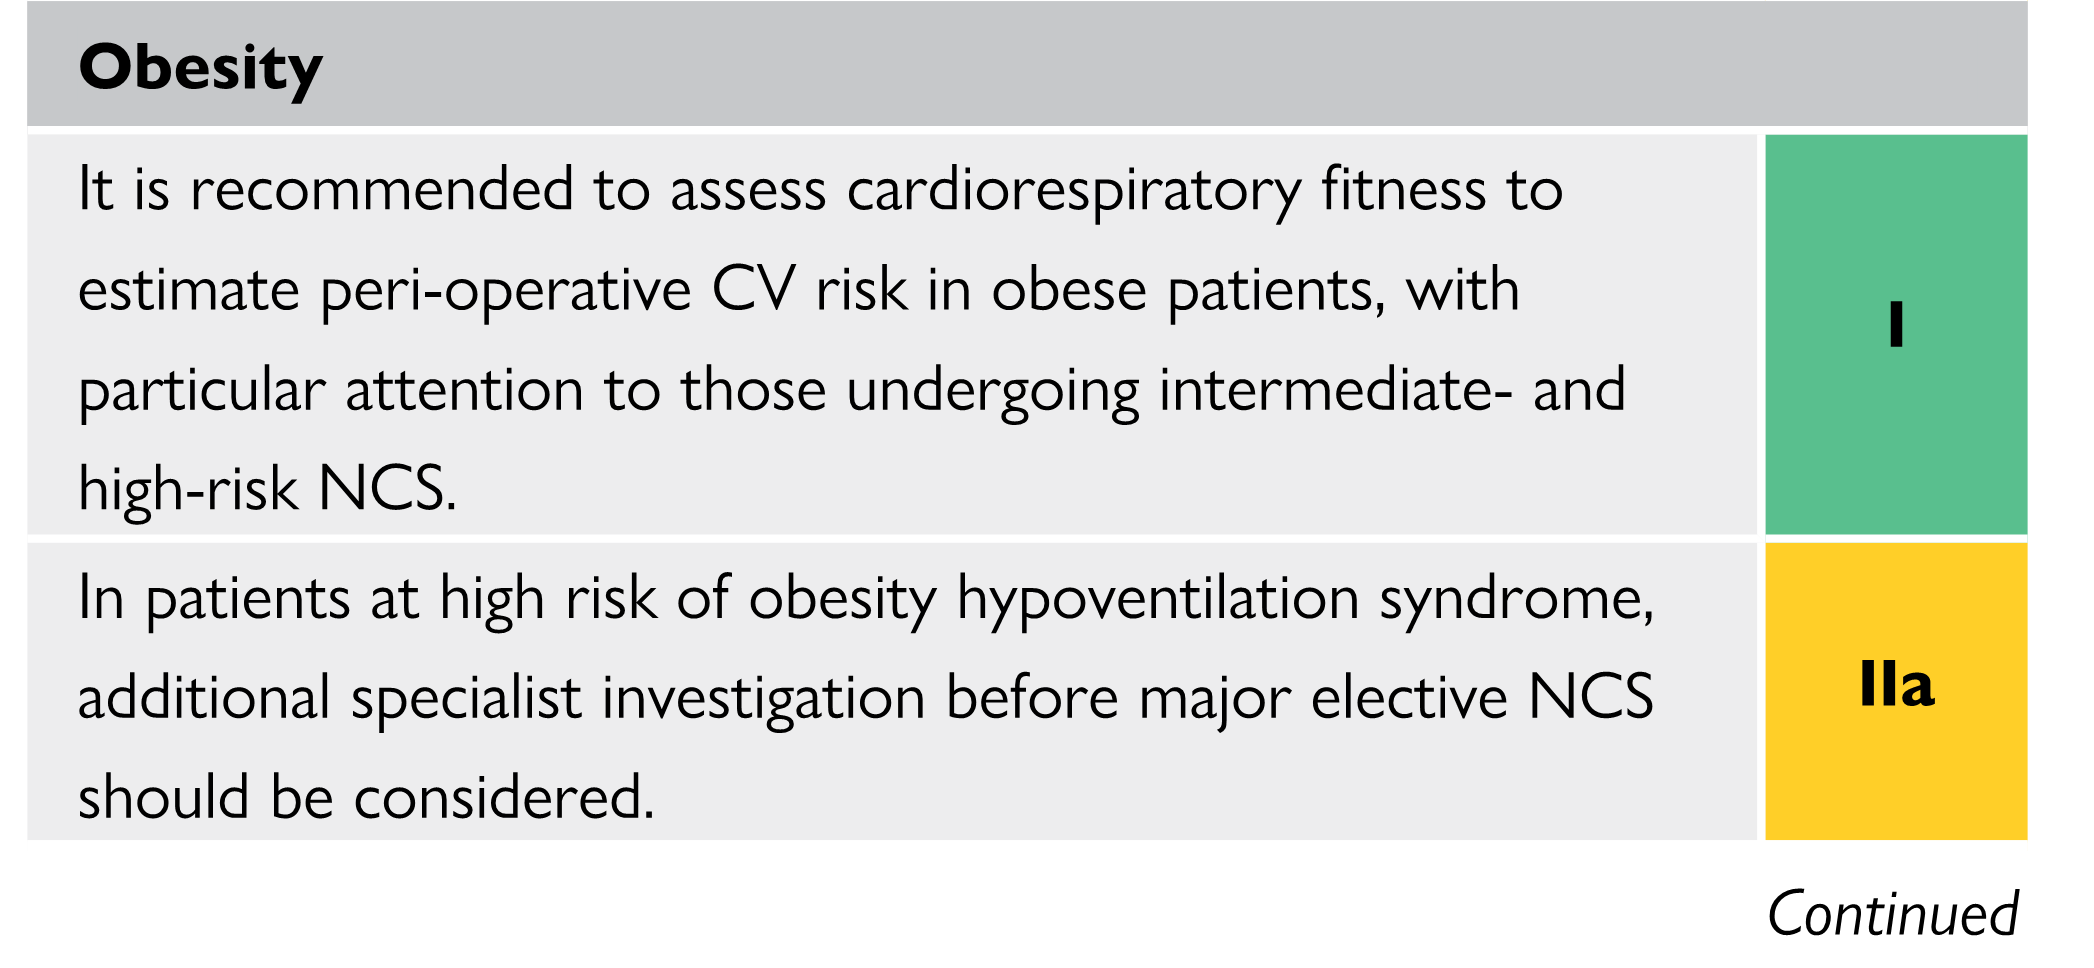 Obesity
It is recommended to assess cardiorespiratory fitness to
estimate peri-operative CV risk in obese patients, with
particular attention to those undergoing intermediate- and
high-risk NCS.
I
In patients at high risk of obesity hypoventilation syndrome,
additional specialist investigation before major elective NCS
should be considered.
IIa
Continued